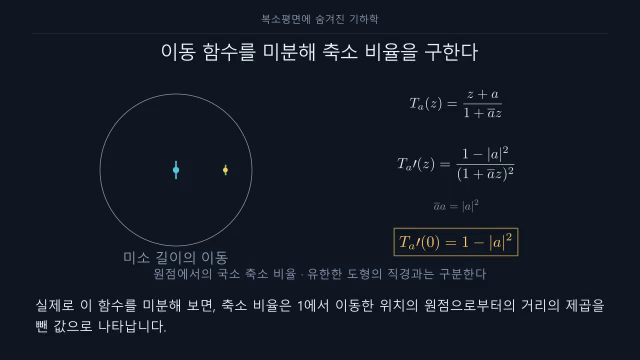 복소평면에 숨겨진 기하학
이동 함수를 미분해 축소 비율을 구한다
T_a(z) = (z + a) / (1 + a̅z)
T_a′(z) = (1 − |a|²) / (1 + a̅z)²
a̅a = |a|²
T_a′(0) = 1 − |a|²
미소 길이의 이동
원점에서의 국소 축소 비율 · 유한한 도형의 직경과는 구분한다
실제로 이 함수를 미분해 보면, 축소 비율은 1에서 이동한 위치의 원점으로부터의 거리의 제곱을
뺀 값으로 나타납니다.